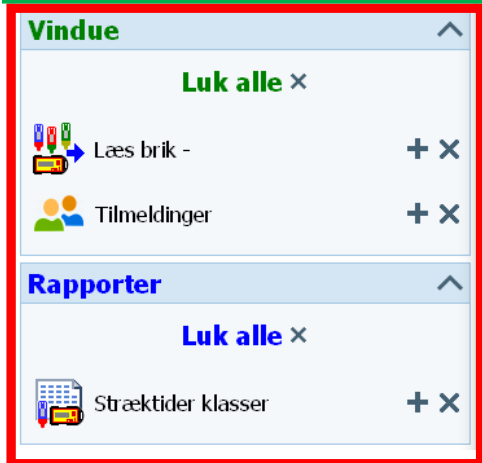 Vindue
Luk alle ×
Læs brik -
Tilmeldinger
Rapporter
Luk alle ×
Stræktider klasser